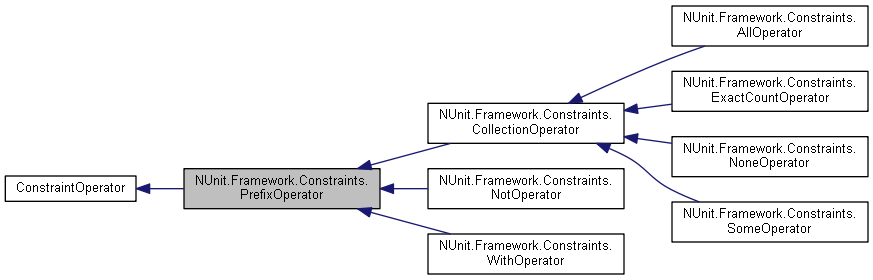 ConstraintOperator
NUnit.Framework.Constraints.
PrefixOperator
NUnit.Framework.Constraints.
CollectionOperator
NUnit.Framework.Constraints.
NotOperator
NUnit.Framework.Constraints.
WithOperator
NUnit.Framework.Constraints.
AllOperator
NUnit.Framework.Constraints.
ExactCountOperator
NUnit.Framework.Constraints.
NoneOperator
NUnit.Framework.Constraints.
SomeOperator